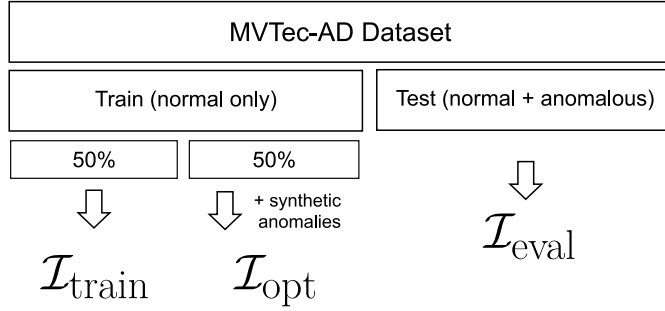 MVTec-AD Dataset
Train (normal only)
Test (normal + anomalous)
50%
50%
+ synthetic
anomalies
𝓘train
𝓘opt
𝓘eval